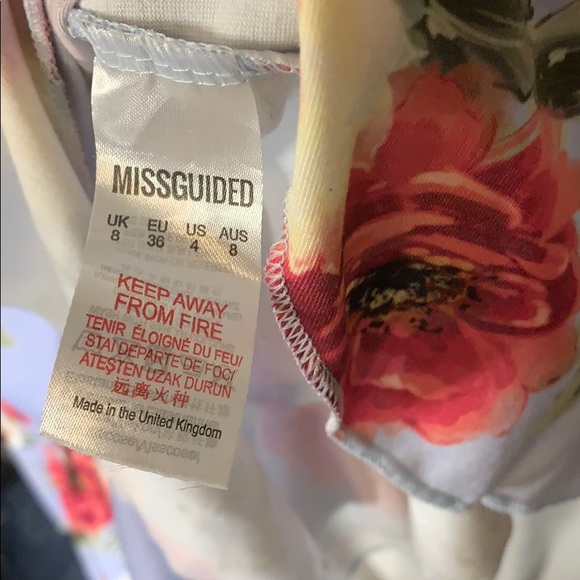 MISSGUIDED
UK EU US AUS
8 36 4 8
KEEP AWAY
FROM FIRE
TENIR ÉLOIGNÉ DU FEU
STAI DEPARTE DE FOC!
ATEŞTEN UZAK DURUN
远离火种
Made in the United Kingdom